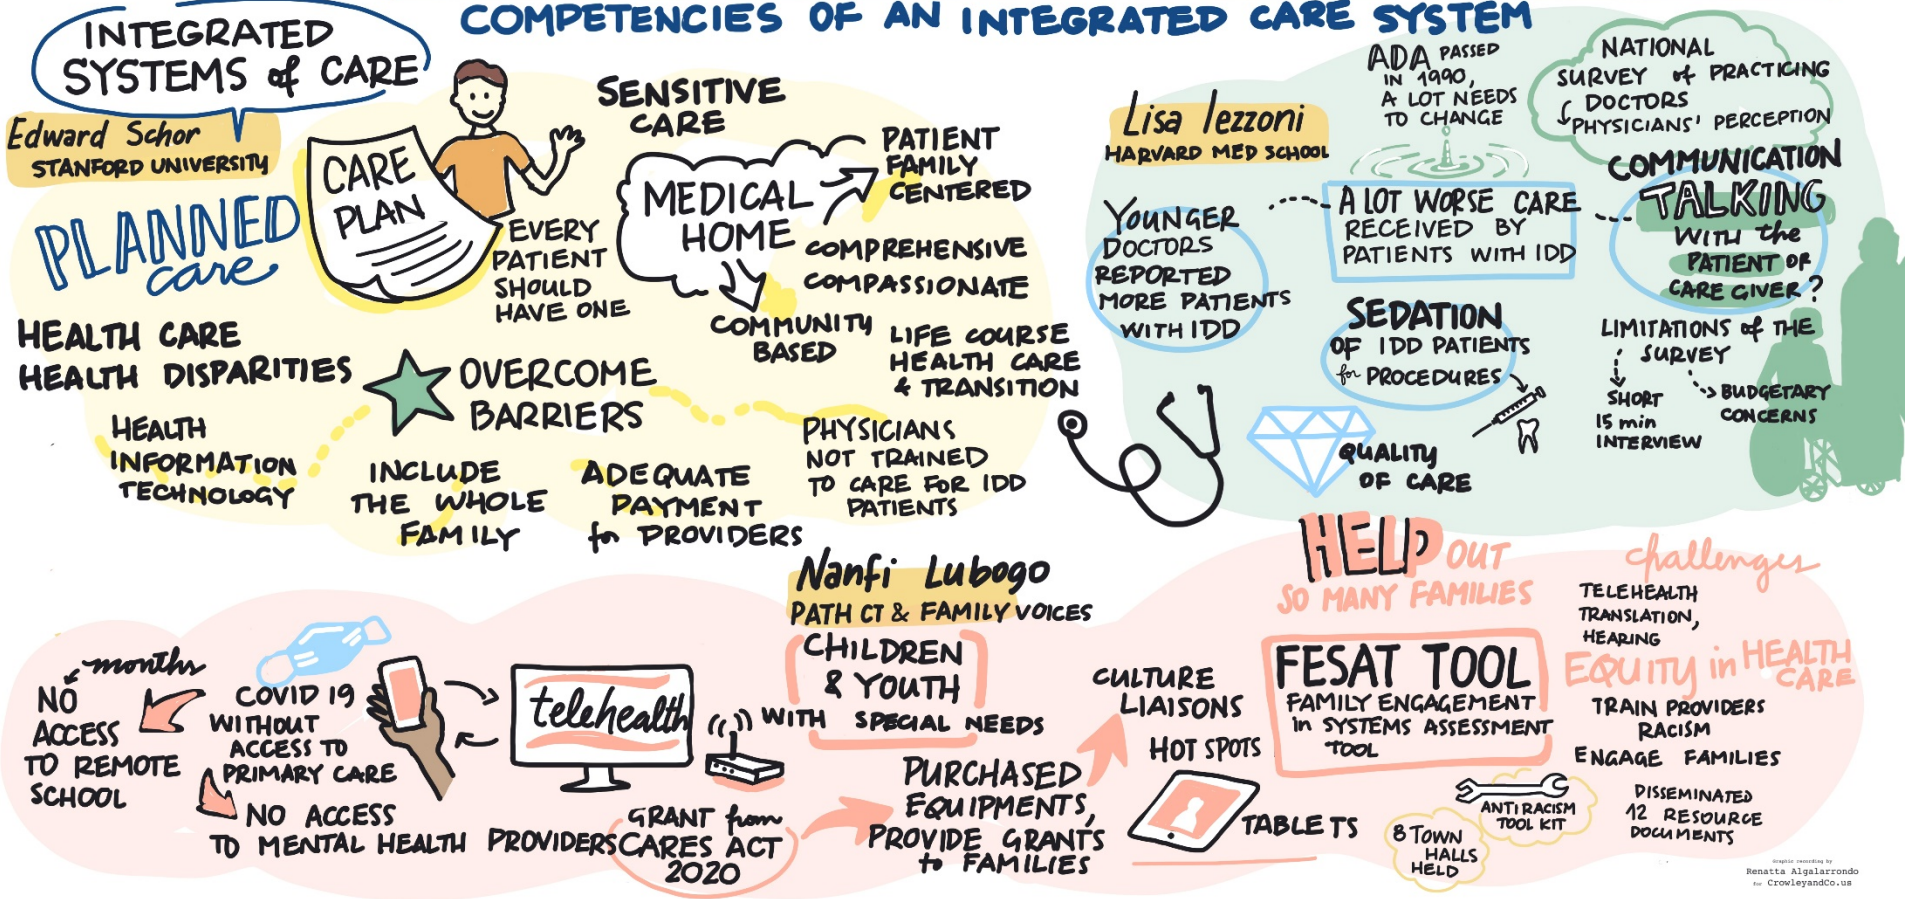 COMPETENCIES OF AN INTEGRATED CARE SYSTEM
INTEGRATED
SYSTEMS of CARE
Edward Schor
STANFORD UNIVERSITY
PLANNED
care
CARE
PLAN
EVERY
PATIENT
SHOULD
HAVE ONE
SENSITIVE
CARE
MEDICAL
HOME
PATIENT
FAMILY
CENTERED
COMPREHENSIVE
COMPASSIONATE
COMMUNITY
BASED
LIFE COURSE
HEALTH CARE
& TRANSITION
HEALTH CARE
HEALTH DISPARITIES
OVERCOME
BARRIERS
HEALTH
INFORMATION
TECHNOLOGY
INCLUDE
THE WHOLE
FAMILY
ADEQUATE
PAYMENT
for PROVIDERS
PHYSICIANS
NOT TRAINED
TO CARE FOR IDD
PATIENTS
Lisa Iezzoni
HARVARD MED SCHOOL
ADA PASSED
IN 1990,
A LOT NEEDS
TO CHANGE
NATIONAL
SURVEY of PRACTICING
DOCTORS
PHYSICIANS' PERCEPTION
YOUNGER
DOCTORS
REPORTED
MORE PATIENTS
WITH IDD
A LOT WORSE CARE
RECEIVED BY
PATIENTS WITH IDD
COMMUNICATION
TALKING
WITH the
PATIENT OR
CARE GIVER?
SEDATION
OF IDD PATIENTS
for PROCEDURES
LIMITATIONS of THE
SURVEY
SHORT
15 min
INTERVIEW
BUDGETARY
CONCERNS
QUALITY
OF CARE
Nanfi Lubogo
PATH CT & FAMILY VOICES
CHILDREN
& YOUTH
WITH SPECIAL NEEDS
months
NO
ACCESS
TO REMOTE
SCHOOL
COVID 19
WITHOUT
ACCESS TO
PRIMARY CARE
NO ACCESS
TO MENTAL HEALTH PROVIDERS
telehealth
GRANT from
CARES ACT
2020
PURCHASED
EQUIPMENTS,
PROVIDE GRANTS
to FAMILIES
CULTURE
LIAISONS
HOT SPOTS
TABLETS
HELP OUT
SO MANY FAMILIES
FESAT TOOL
FAMILY ENGAGEMENT
in SYSTEMS ASSESSMENT
TOOL
challenges
TELEHEALTH
TRANSLATION,
HEARING
EQUITY in HEALTH
CARE
TRAIN PROVIDERS
RACISM
ENGAGE FAMILIES
ANTI RACISM
TOOL KIT
8 TOWN
HALLS
HELD
DISSEMINATED
12 RESOURCE
DOCUMENTS
Graphic recording by
Renatta Algalarrondo
for CrowleyandCo.us